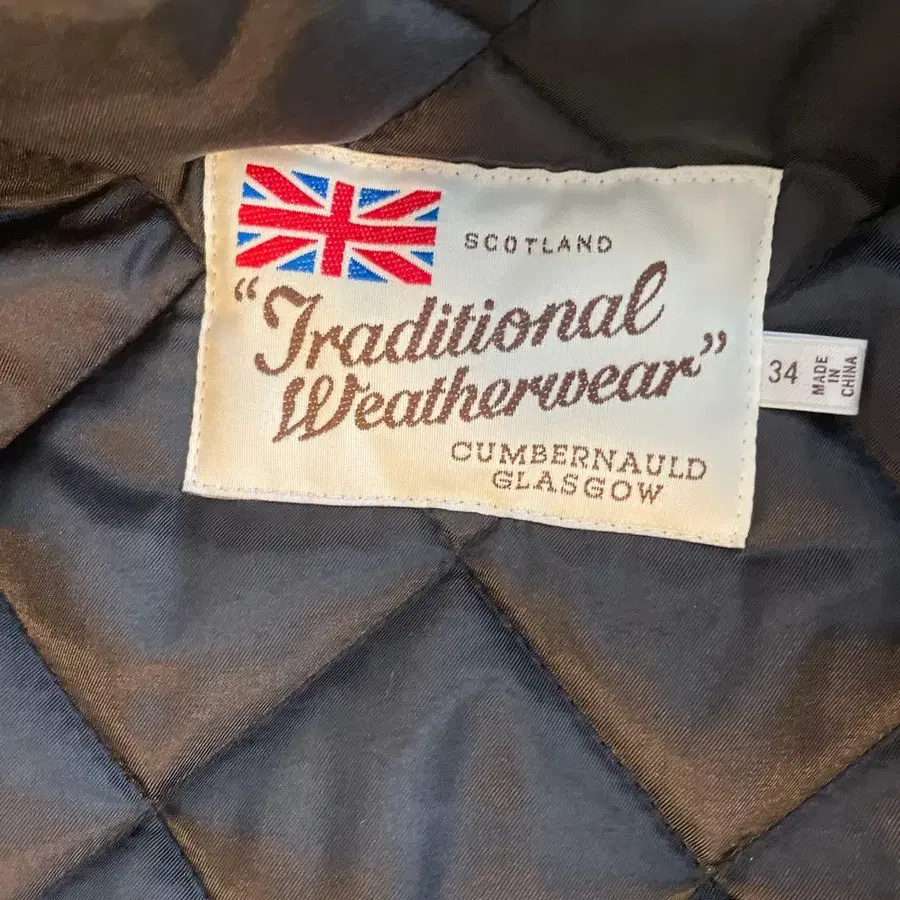 SCOTLAND
“Traditional
Weatherwear”
CUMBERNAULD
GLASGOW
34
MADE
IN
CHINA